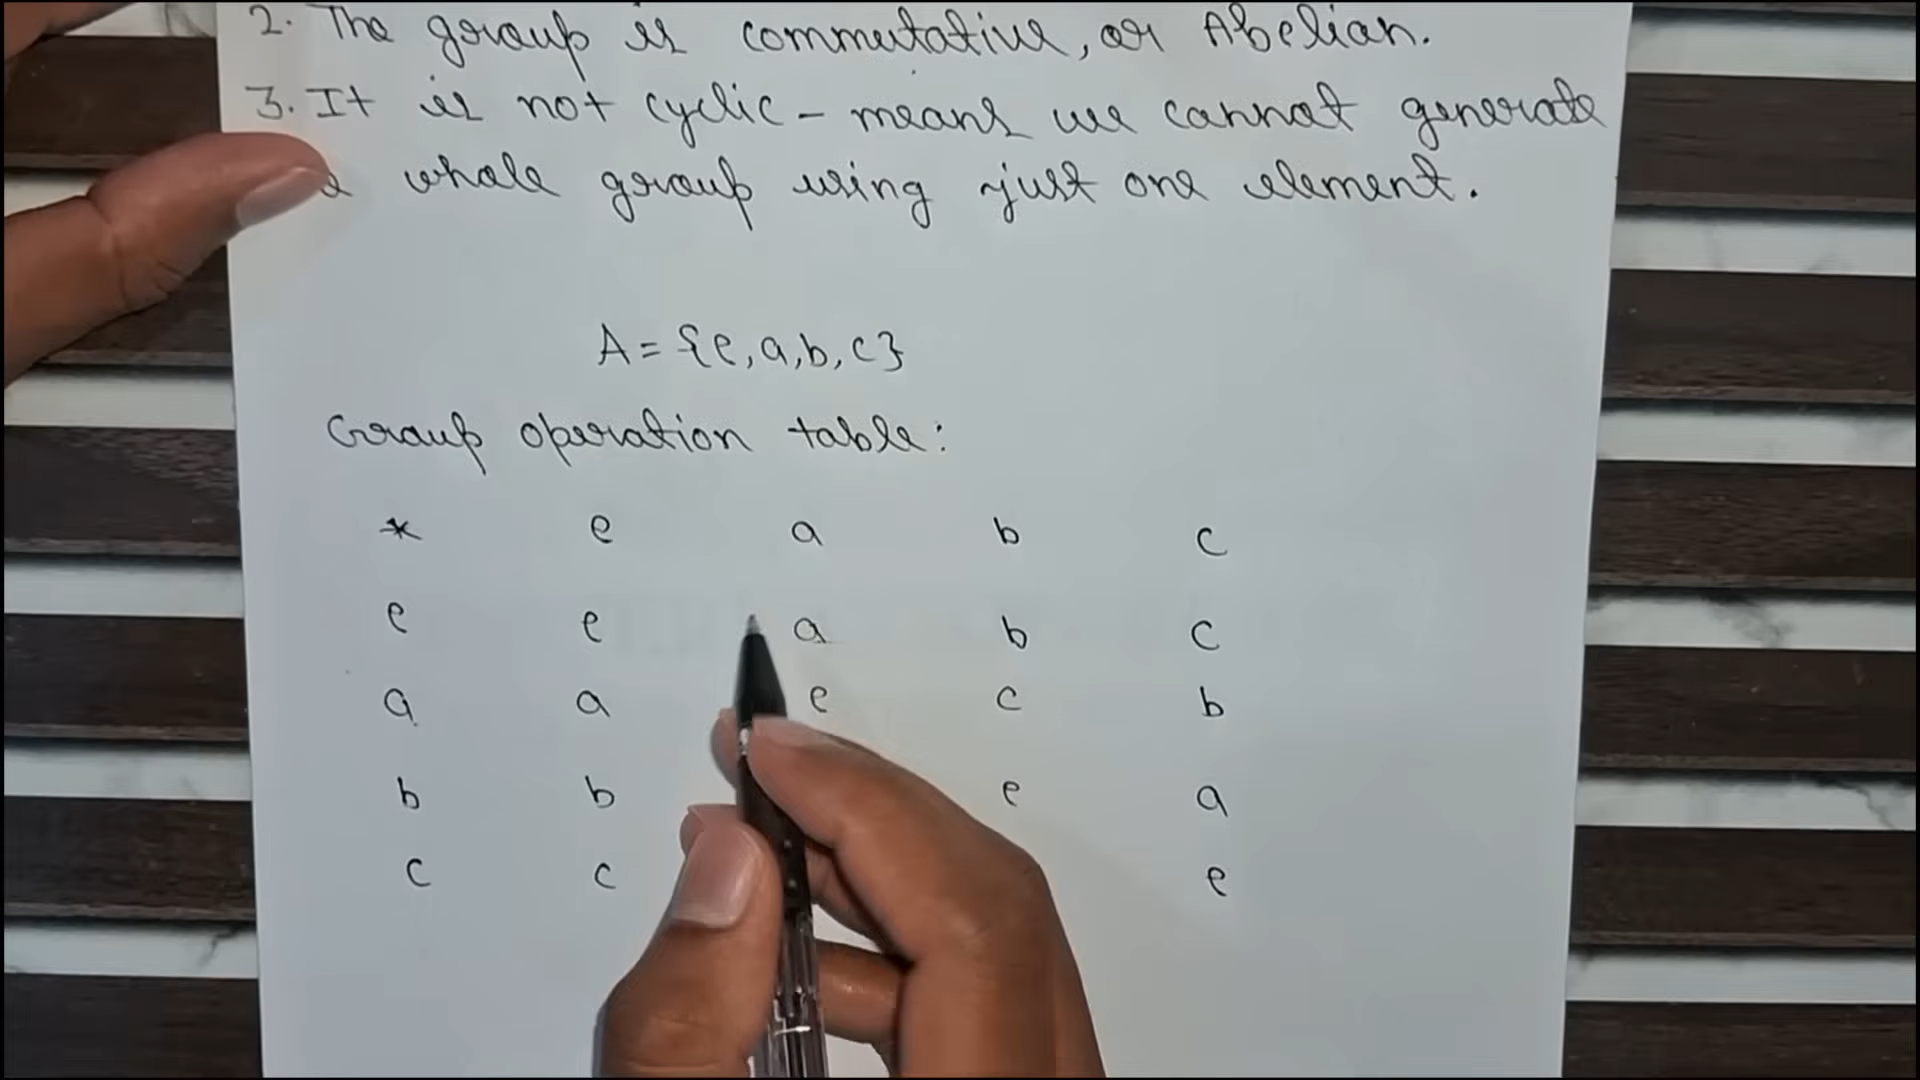 2. The group is commutative, or Abelian.
3. It is not cyclic - means we cannot generate
whole group using just one element.
A = {e, a, b, c}
Group operation table:
* e a b c
e e a b c
a a e c b
b b e a
c c e